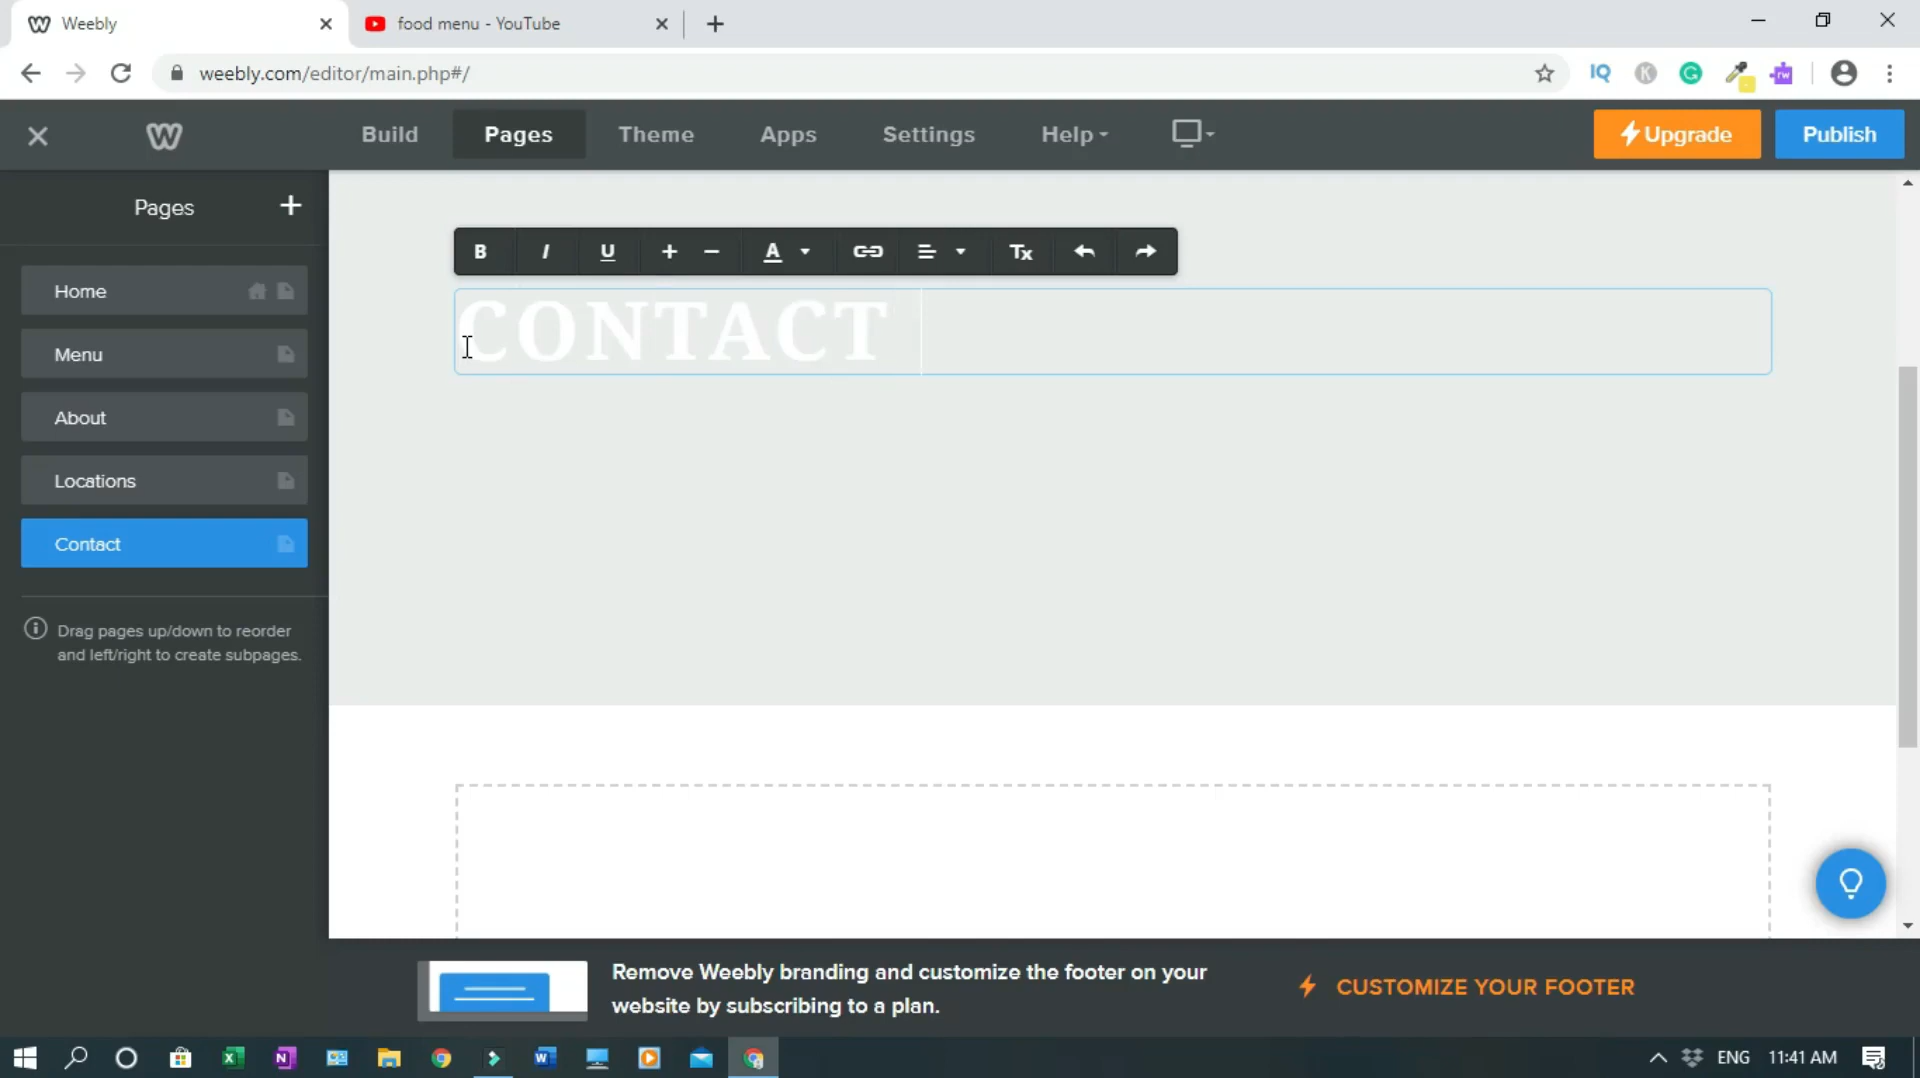 Weebly
food menu - YouTube
weebly.com/editor/main.php#/
Build
Pages
Theme
Apps
Settings
Help
Upgrade
Publish
Pages
Home
Menu
About
Locations
Contact
Drag pages up/down to reorder
and left/right to create subpages.
B I U + − A Tx
CONTACT
Remove Weebly branding and customize the footer on your
website by subscribing to a plan.
CUSTOMIZE YOUR FOOTER
ENG
11:41 AM